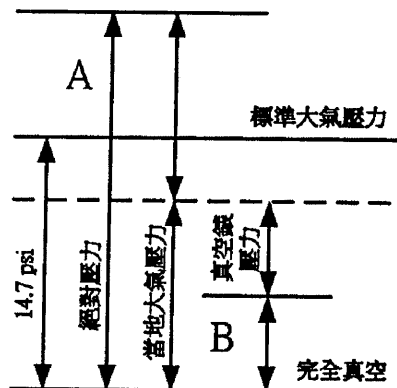 A
標準大氣壓力
14.7 psi
絕對壓力
當地大氣壓力
真空錶
壓力
B
完全真空